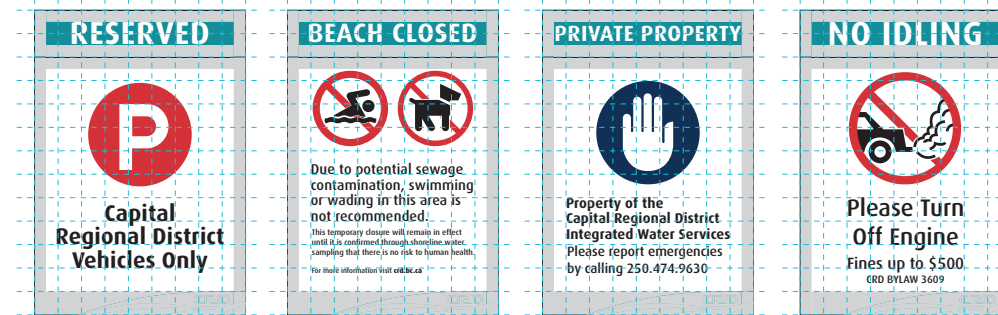 RESERVED
P
Capital
Regional District
Vehicles Only
BEACH CLOSED
Due to potential sewage
contamination, swimming
or wading in this area is
not recommended.
This temporary closure will remain in effect
until it is confirmed through shoreline water
sampling that there is no risk to human health.
For more information visit crd.bc.ca
PRIVATE PROPERTY
Property of the
Capital Regional District
Integrated Water Services
Please report emergencies
by calling 250.474.9630
NO IDLING
Please Turn
Off Engine
Fines up to $500
CRD BYLAW 3609